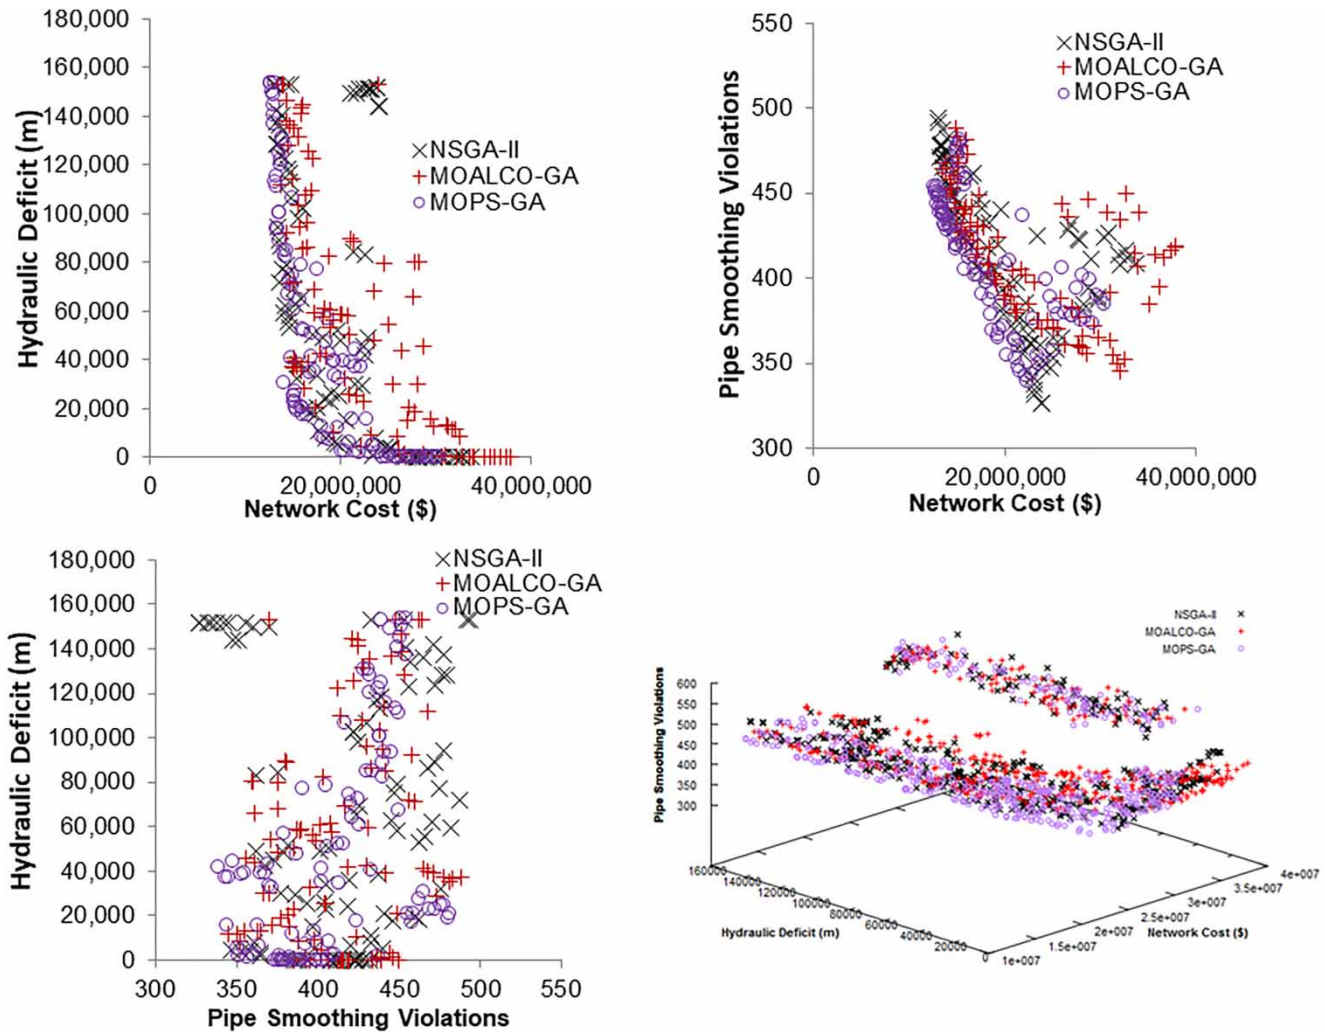 180,000
160,000
140,000
120,000
100,000
80,000
60,000
40,000
20,000
0
Hydraulic Deficit (m)
NSGA-II
MOALCO-GA
MOPS-GA
0
20,000,000
40,000,000
Network Cost ($)
550
500
450
400
350
300
Pipe Smoothing Violations
NSGA-II
MOALCO-GA
MOPS-GA
0
20,000,000
40,000,000
Network Cost ($)
180,000
160,000
140,000
120,000
100,000
80,000
60,000
40,000
20,000
0
Hydraulic Deficit (m)
NSGA-II
MOALCO-GA
MOPS-GA
300
350
400
450
500
550
Pipe Smoothing Violations
NSGA-II
MOALCO-GA
MOPS-GA
Pipe Smoothing Violations
600
550
500
450
400
350
300
160000
140000
120000
100000
80000
60000
40000
20000
0
Hydraulic Deficit (m)
1e+007
1.5e+007
2e+007
2.5e+007
3e+007
3.5e+007
4e+007
Network Cost ($)